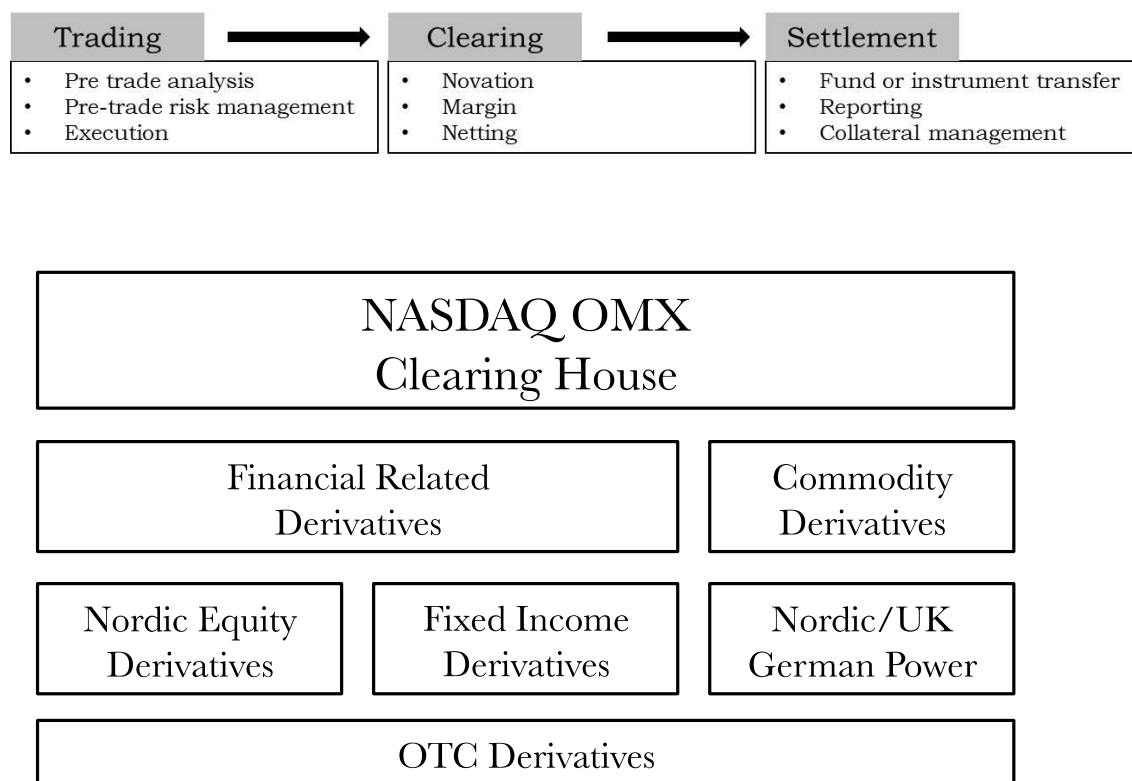 Trading
Clearing
Settlement
• Pre trade analysis
• Pre-trade risk management
• Execution
• Novation
• Margin
• Netting
• Fund or instrument transfer
• Reporting
• Collateral management
NASDAQ OMX
Clearing House
Financial Related
Derivatives
Commodity
Derivatives
Nordic Equity
Derivatives
Fixed Income
Derivatives
Nordic/UK
German Power
OTC Derivatives